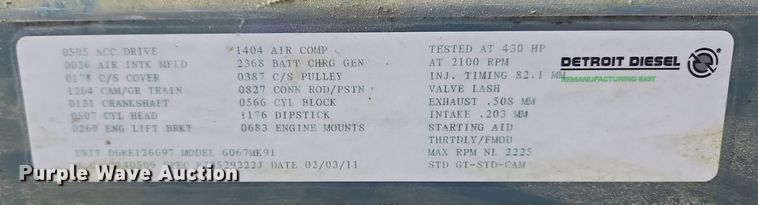 0505 ACC DRIVE 1404 AIR COMP TESTED AT 430 HP
0036 AIR INTK MFLD 2368 BATT CHRG GEN AT 2100 RPM
0178 C/S COVER 0387 C/S PULLEY INJ. TIMING 82.1 MM
1264 CAM/GR TRAIN 0827 CONN ROD/PSTN VALVE LASH
0131 CRANKSHAFT 0566 CYL BLOCK EXHAUST .508 MM
0507 CYL HEAD 1176 DIPSTICK INTAKE .203 MM
0260 ENG LIFT BRKT 0683 ENGINE MOUNTS STARTING AID
THRTDLY/FMOD
UNIT 06RE126697 MODEL 6067MK91 MAX RPM NL 2225
DATE 02/03/11 STD GT-STD-CAM
DETROIT DIESEL
REMANUFACTURING EAST
Purple Wave Auction